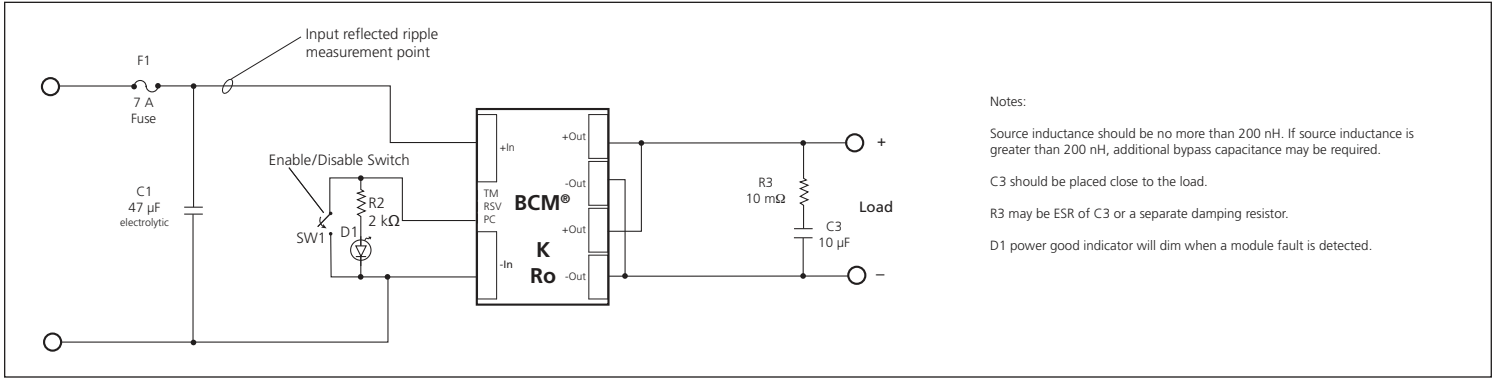 Input reflected ripple
measurement point
F1
7 A
Fuse
C1
47 µF
electrolytic
Enable/Disable Switch
SW1
R2
2 kΩ
D1
+In
TM
RSV
PC
-In
BCM®
K
Ro
+Out
-Out
+Out
-Out
R3
10 mΩ
C3
10 µF
+
Load
–
Notes:
Source inductance should be no more than 200 nH. If source inductance is
greater than 200 nH, additional bypass capacitance may be required.
C3 should be placed close to the load.
R3 may be ESR of C3 or a separate damping resistor.
D1 power good indicator will dim when a module fault is detected.